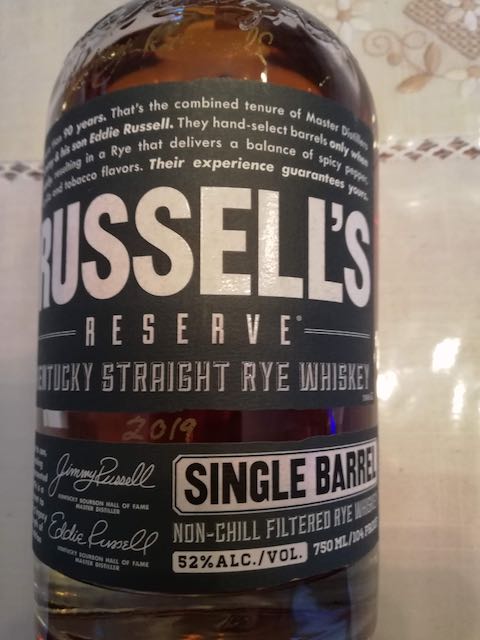 90 years. That's the combined tenure of Master Distillers
& his son Eddie Russell. They hand-select barrels only when
resulting in a Rye that delivers a balance of spicy pepper,
and tobacco flavors. Their experience guarantees yours.
RUSSELL'S
RESERVE
KENTUCKY STRAIGHT RYE WHISKEY
2019
Jimmy Russell
KENTUCKY BOURBON HALL OF FAME
MASTER DISTILLER
Eddie Russell
KENTUCKY BOURBON HALL OF FAME
MASTER DISTILLER
SINGLE BARREL
NON-CHILL FILTERED RYE WHISKEY
52% ALC./VOL.
750 ML/104 PROOF